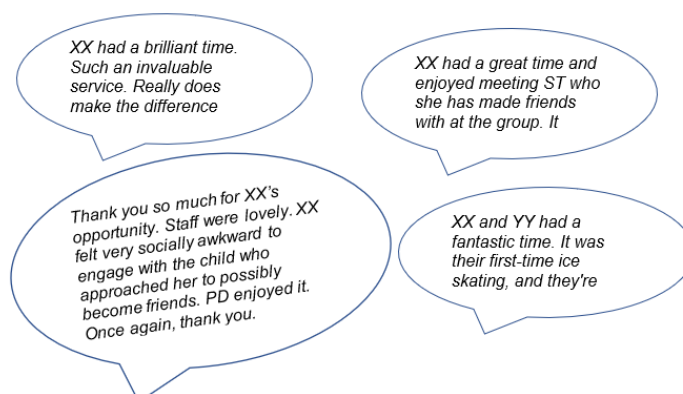 XX had a brilliant time.
Such an invaluable
service. Really does
make the difference
XX had a great time and
enjoyed meeting ST who
she has made friends
with at the group. It
Thank you so much for XX's
opportunity. Staff were lovely. XX
felt very socially awkward to
engage with the child who
approached her to possibly
become friends. PD enjoyed it.
Once again, thank you.
XX and YY had a
fantastic time. It was
their first-time ice
skating, and they're